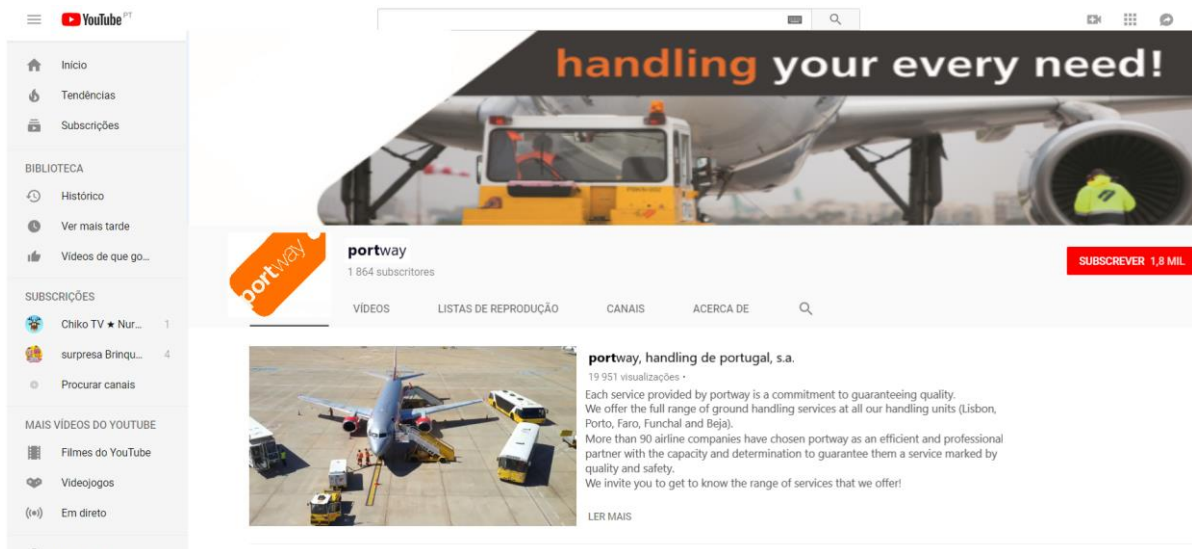 YouTube PT
handling your every need!
Início
Tendências
Subscrições
BIBLIOTECA
Histórico
Ver mais tarde
Vídeos de que go...
SUBSCRIÇÕES
Chiko TV ★ Nur... 1
surpresa Brinqu... 4
Procurar canais
MAIS VÍDEOS DO YOUTUBE
Filmes do YouTube
Videojogos
Em direto
portway
portway
1 864 subscritores
SUBSCREVER 1,8 MIL
VÍDEOS LISTAS DE REPRODUÇÃO CANAIS ACERCA DE
portway, handling de portugal, s.a.
19 951 visualizações •
Each service provided by portway is a commitment to guaranteeing quality.
We offer the full range of ground handling services at all our handling units (Lisbon,
Porto, Faro, Funchal and Beja).
More than 90 airline companies have chosen portway as an efficient and professional
partner with the capacity and determination to guarantee them a service marked by
quality and safety.
We invite you to get to know the range of services that we offer!
LER MAIS